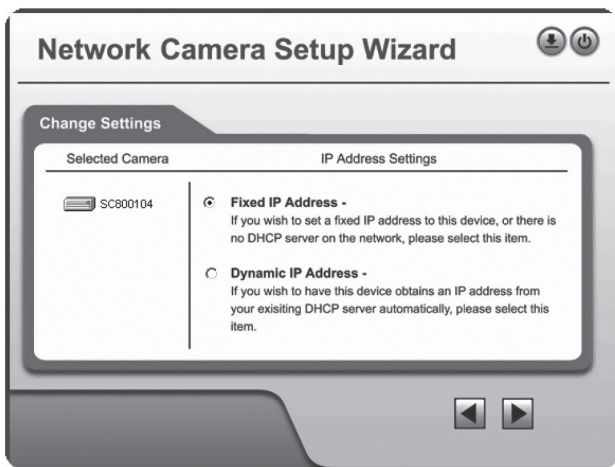 Network Camera Setup Wizard
Change Settings
Selected Camera
IP Address Settings
SC800104
Fixed IP Address -
If you wish to set a fixed IP address to this device, or there is
no DHCP server on the network, please select this item.
Dynamic IP Address -
If you wish to have this device obtains an IP address from
your exisiting DHCP server automatically, please select this
item.